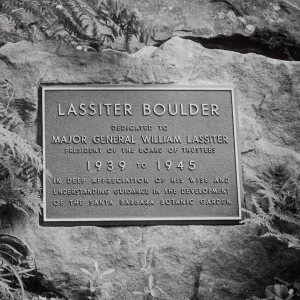 LASSITER BOULDER
DEDICATED TO
MAJOR GENERAL WILLIAM LASSITER
PRESIDENT OF THE BOARD OF TRUSTEES
1939 TO 1945
IN DEEP APPRECIATION OF HIS WISE AND
UNDERSTANDING GUIDANCE IN THE DEVELOPMENT
OF THE SANTA BARBARA BOTANIC GARDEN